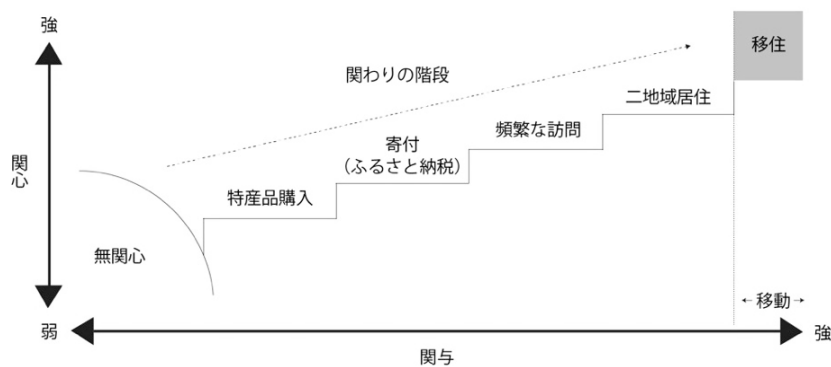 強
移住
関わりの階段
二地域居住
頻繁な訪問
寄付
（ふるさと納税）
特産品購入
関心
無関心
移動
弱
強
関与